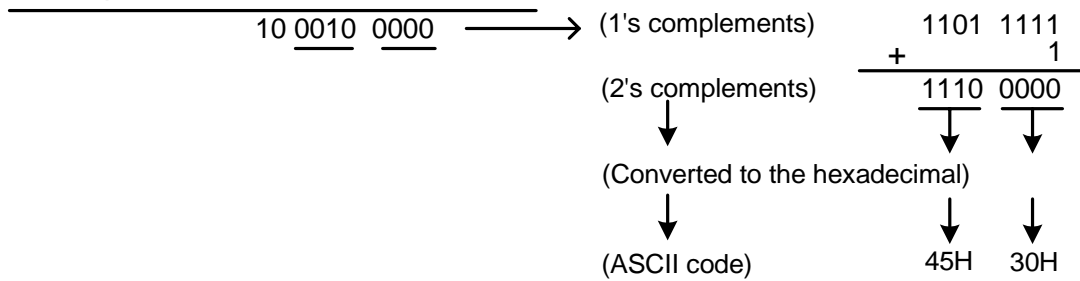 10 0010 0000 (1's complements) 1101 1111
+ 1
(2's complements) 1110 0000
(Converted to the hexadecimal)
(ASCII code) 45H 30H